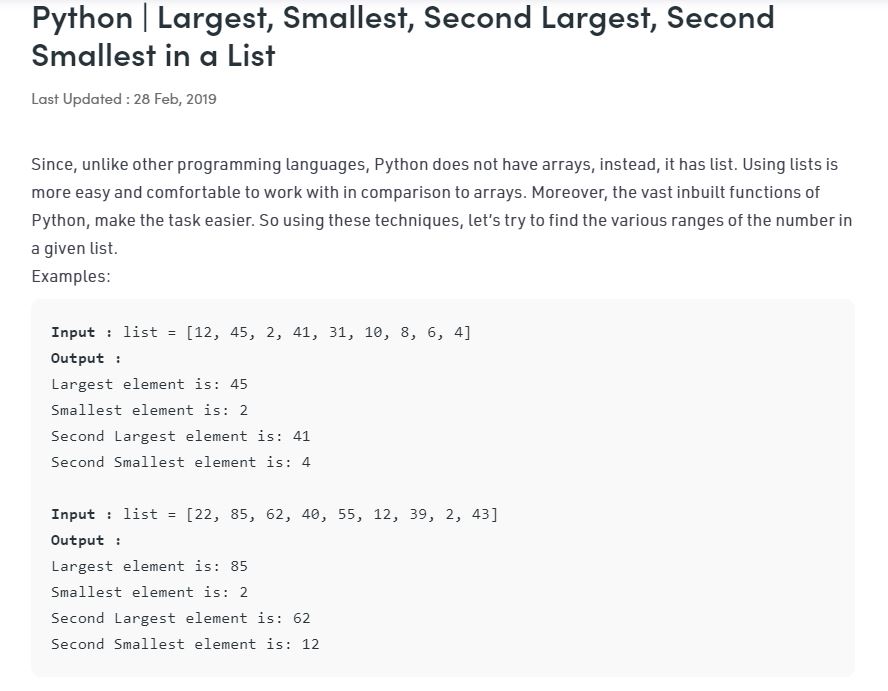 Python | Largest, Smallest, Second Largest, Second
Smallest in a List
Last Updated : 28 Feb, 2019
Since, unlike other programming languages, Python does not have arrays, instead, it has list. Using lists is
more easy and comfortable to work with in comparison to arrays. Moreover, the vast inbuilt functions of
Python, make the task easier. So using these techniques, let's try to find the various ranges of the number in
a given list.
Examples:
Input : list = [12, 45, 2, 41, 31, 10, 8, 6, 4]
Output :
Largest element is: 45
Smallest element is: 2
Second Largest element is: 41
Second Smallest element is: 4
Input : list = [22, 85, 62, 40, 55, 12, 39, 2, 43]
Output :
Largest element is: 85
Smallest element is: 2
Second Largest element is: 62
Second Smallest element is: 12